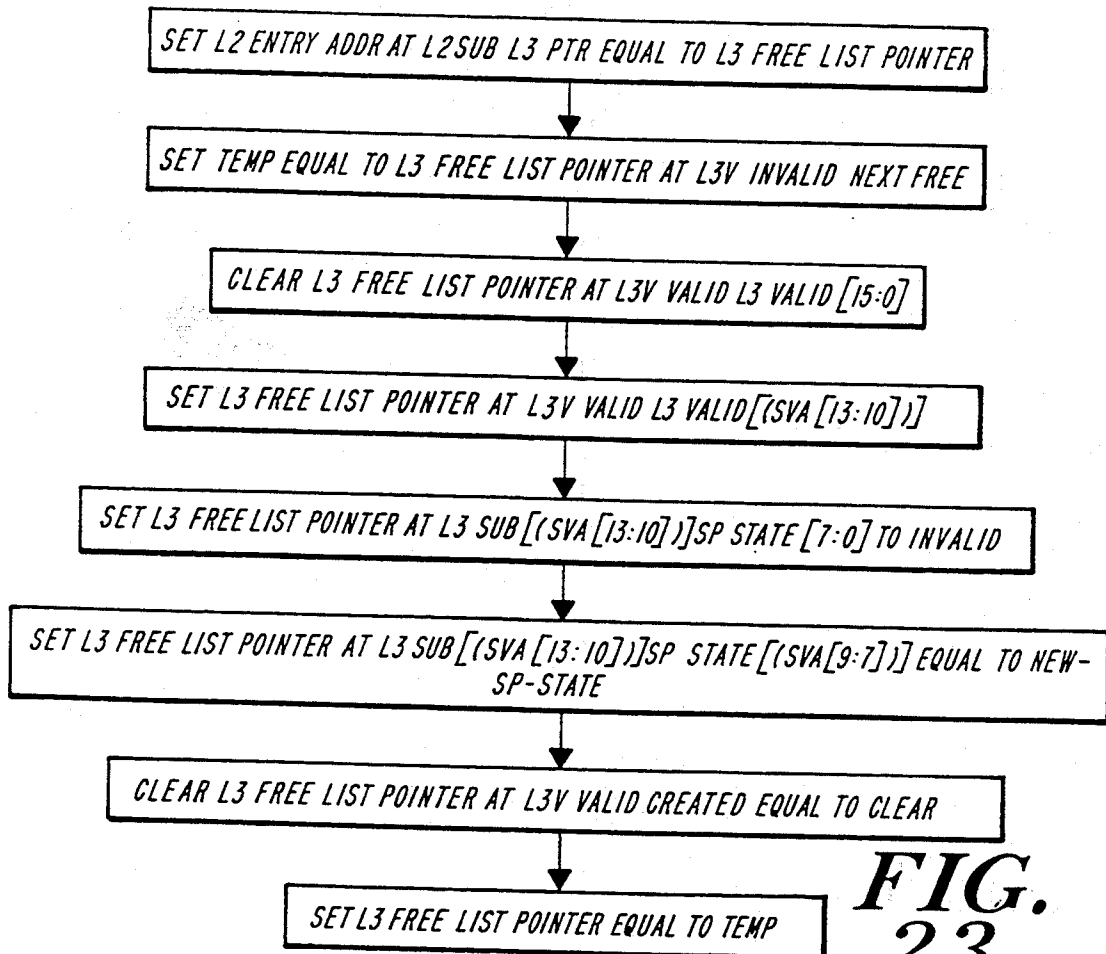 SET L2 ENTRY ADDR AT L2SUB L3 PTR EQUAL TO L3 FREE LIST POINTER
SET TEMP EQUAL TO L3 FREE LIST POINTER AT L3V INVALID NEXT FREE
CLEAR L3 FREE LIST POINTER AT L3V VALID L3 VALID [15:0]
SET L3 FREE LIST POINTER AT L3V VALID L3 VALID[(SVA[13:10])]
SET L3 FREE LIST POINTER AT L3 SUB[(SVA[13:10])]SP STATE[7:0] TO INVALID
SET L3 FREE LIST POINTER AT L3 SUB[(SVA[13:10])]SP STATE[(SVA[9:7])] EQUAL TO NEW-
SP-STATE
CLEAR L3 FREE LIST POINTER AT L3V VALID CREATED EQUAL TO CLEAR
SET L3 FREE LIST POINTER EQUAL TO TEMP
FIG.
23